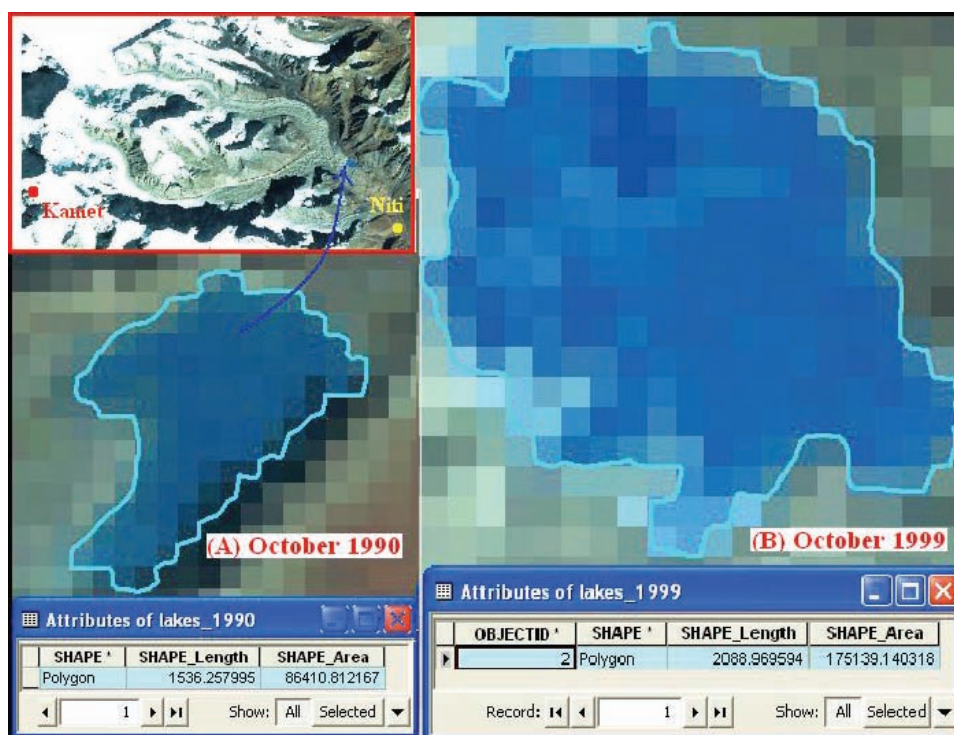 Kamet
Niti
(A) October 1990
(B) October 1999
Attributes of lakes_1990
SHAPE * SHAPE_Length SHAPE_Area
Polygon 1536.257995 86410.812167
1 Show: All Selected
Attributes of lakes_1999
OBJECTID * SHAPE * SHAPE_Length SHAPE_Area
2 Polygon 2088.969594 175139.140318
Record: 1 Show: All Selected